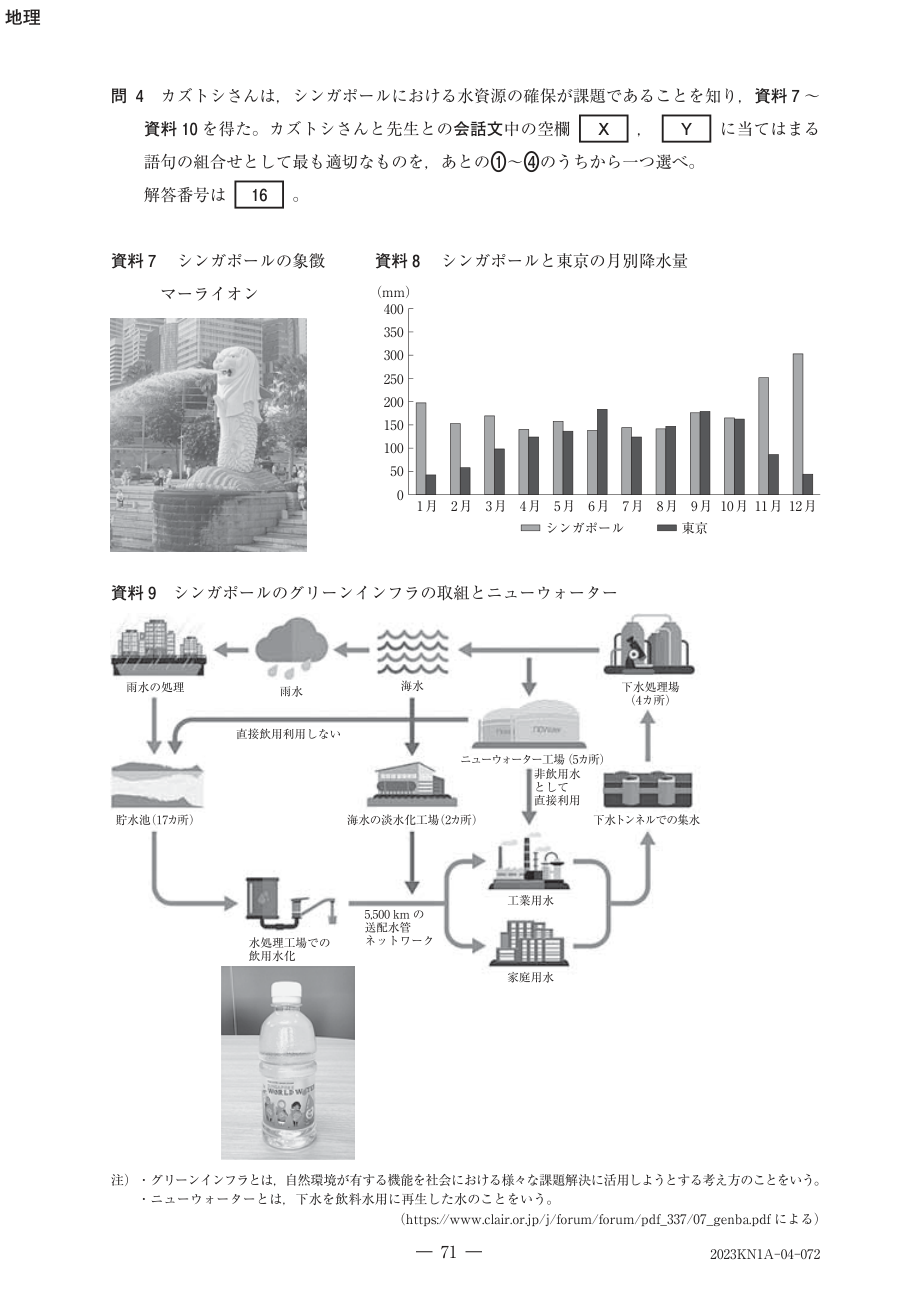 地理
問 4 カズトシさんは，シンガポールにおける水資源の確保が課題であることを知り，資料 7 ～
資料 10 を得た。カズトシさんと先生との会話文中の空欄 X ， Y に当てはまる
語句の組合せとして最も適切なものを，あとの①～④のうちから一つ選べ。
解答番号は 16 。
資料 7 シンガポールの象徴
マーライオン
資料 8 シンガポールと東京の月別降水量
(mm)
400
350
300
250
200
150
100
50
0
1月 2月 3月 4月 5月 6月 7月 8月 9月 10月 11月 12月
シンガポール 東京
資料 9 シンガポールのグリーンインフラの取組とニューウォーター
雨水の処理
雨水
海水
下水処理場
(4カ所)
直接飲用利用しない
ニューウォーター工場 (5カ所)
非飲用水
として
直接利用
貯水池(17カ所)
海水の淡水化工場(2カ所)
下水トンネルでの集水
工業用水
5,500 km の
送配水管
ネットワーク
水処理工場での
飲用水化
家庭用水
注） ・グリーンインフラとは，自然環境が有する機能を社会における様々な課題解決に活用しようとする考え方のことをいう。
・ニューウォーターとは，下水を飲料水用に再生した水のことをいう。
（https://www.clair.or.jp/j/forum/forum/pdf_337/07_genba.pdf による）
― 71 ―
2023KN1A-04-072